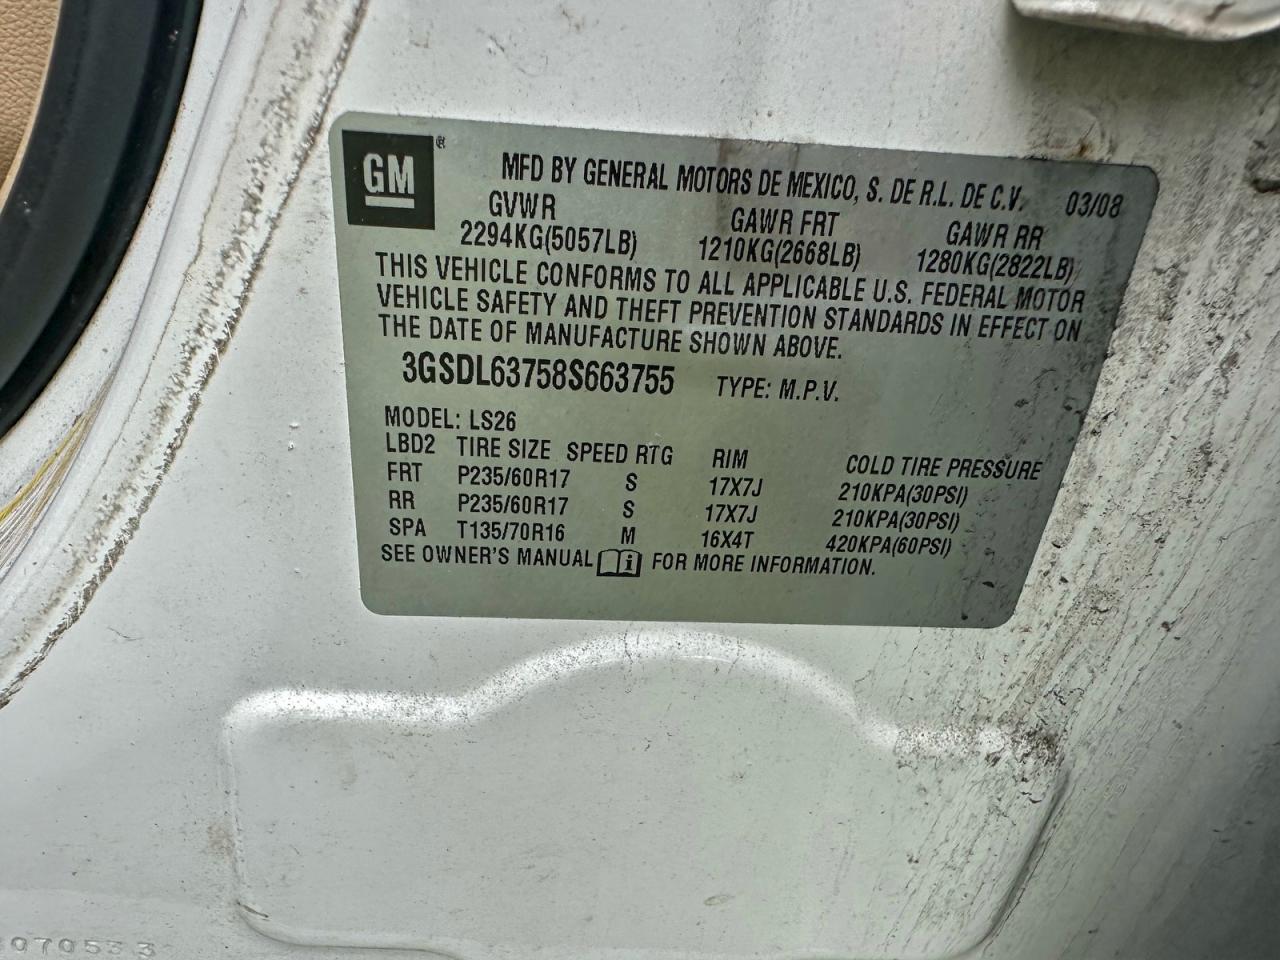 GM ® MFD BY GENERAL MOTORS DE MEXICO, S. DE R.L. DE C.V. 03/08
GVWR GAWR FRT GAWR RR
2294KG(5057LB) 1210KG(2668LB) 1280KG(2822LB)
THIS VEHICLE CONFORMS TO ALL APPLICABLE U.S. FEDERAL MOTOR
VEHICLE SAFETY AND THEFT PREVENTION STANDARDS IN EFFECT ON
THE DATE OF MANUFACTURE SHOWN ABOVE.
3GSDL63758S663755 TYPE: M.P.V.
MODEL: LS26
LBD2 TIRE SIZE SPEED RTG RIM COLD TIRE PRESSURE
FRT P235/60R17 S 17X7J 210KPA(30PSI)
RR P235/60R17 S 17X7J 210KPA(30PSI)
SPA T135/70R16 M 16X4T 420KPA(60PSI)
SEE OWNER'S MANUAL i FOR MORE INFORMATION.